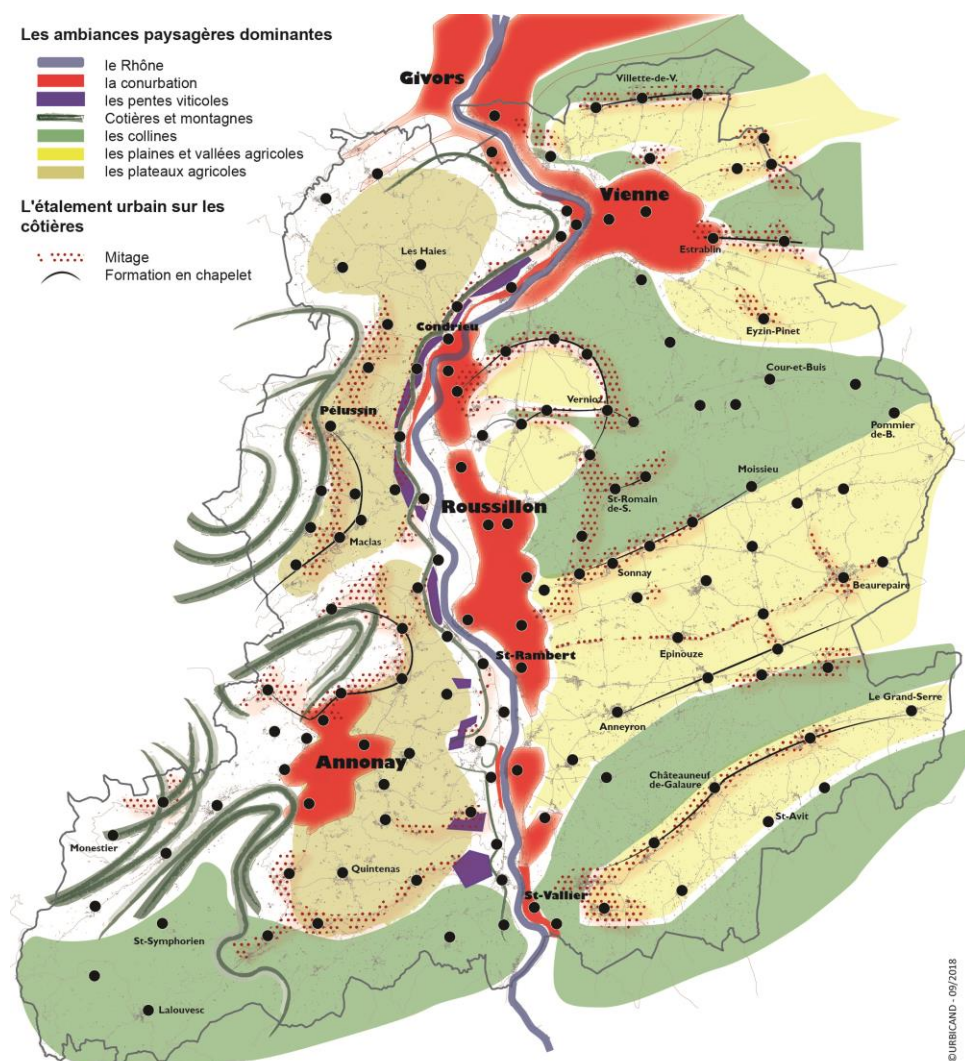 Les ambiances paysagères dominantes
le Rhône
la conurbation
les pentes viticoles
Cotières et montagnes
les collines
les plaines et vallées agricoles
les plateaux agricoles
L'étalement urbain sur les
côtières
Mitage
Formation en chapelet
Givors
Villette-de-V.
Vienne
Estrablin
Les Haies
Eyzin-Pinet
Condrieu
Cour-et-Buis
Vernioz
Pélussin
Pommier
de-B.
Moissieu
St-Romain
de-S.
Roussillon
Maclas
Sonnay
Beaurepaire
Epinouze
St-Rambert
Le Grand-Serre
Anneyron
Annonay
Châteauneuf
de-Galaure
St-Avit
Monestier
Quintenas
St-Vallier
St-Symphorien
Lalouvesc
©URBICAND - 09/2018